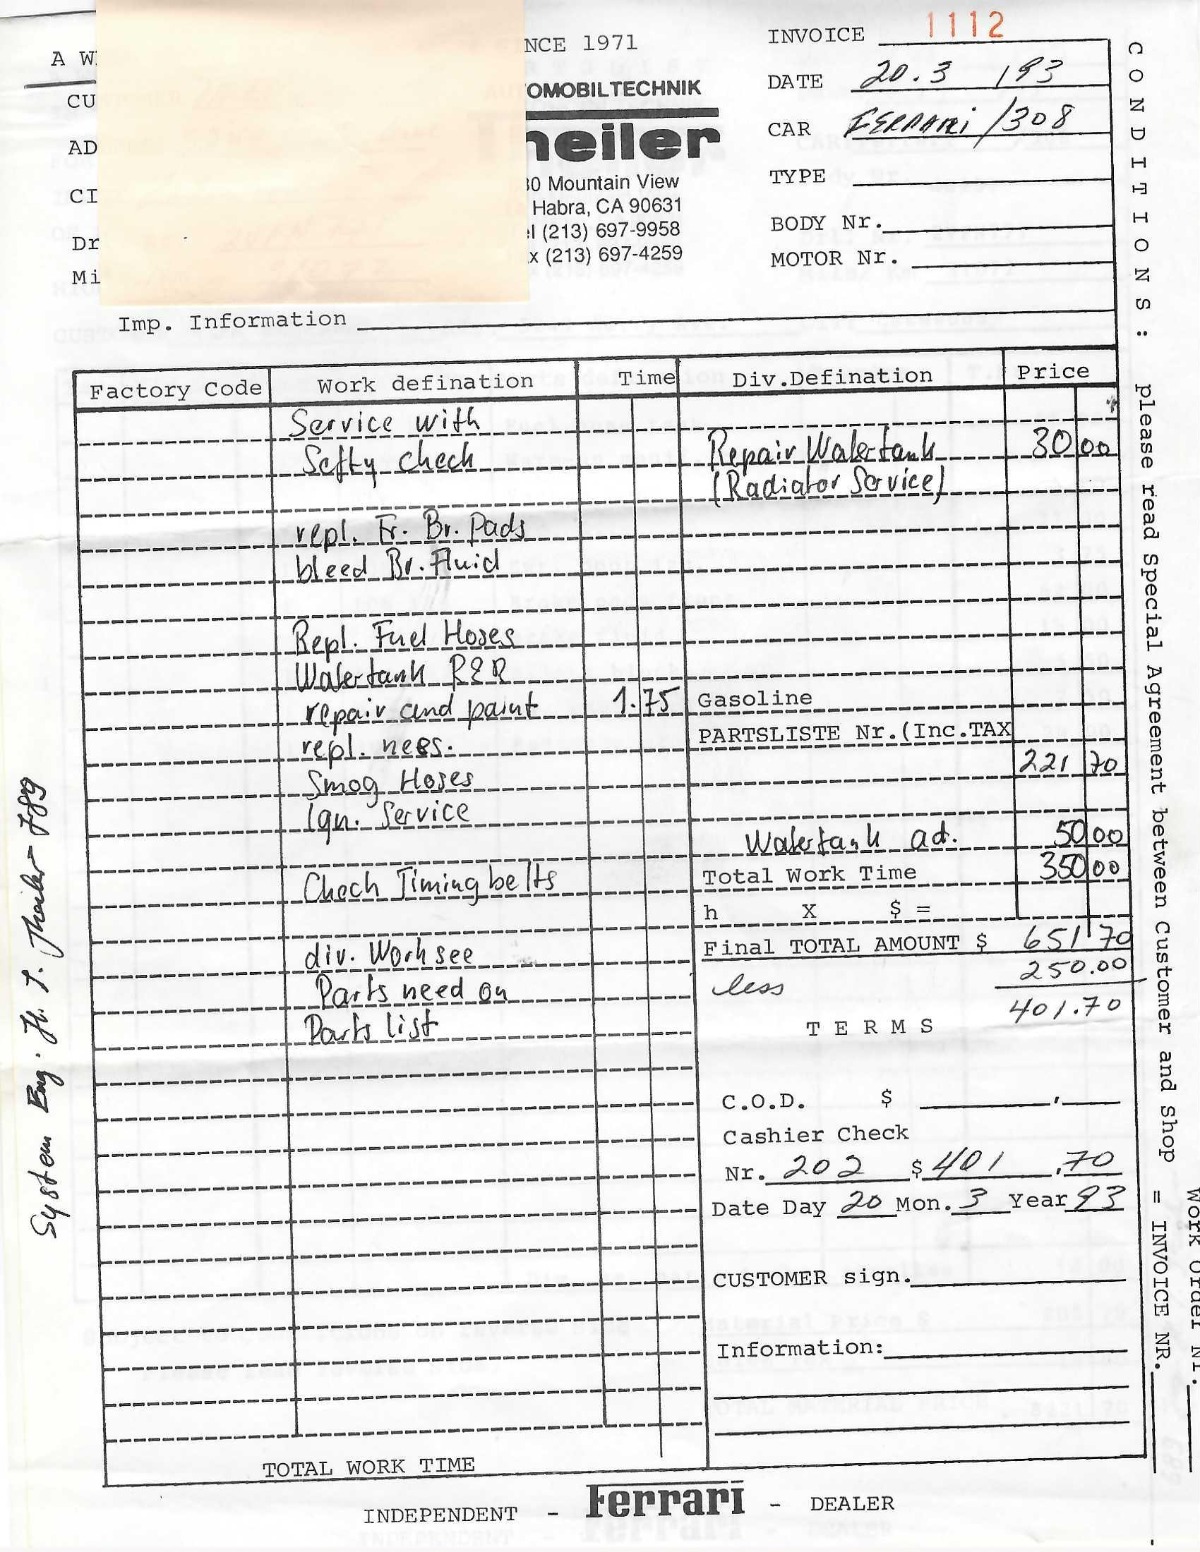 A W
NCE 1971
INVOICE 1112
DATE 20.3 / 93
CU
OMOBILTECHNIK
CAR FERRARI / 308
AD
heiler
TYPE
CI
0 Mountain View
Habra, CA 90631
BODY Nr.
Dr
l (213) 697-9958
MOTOR Nr.
Mi
x (213) 697-4259
Imp. Information
Factory Code Work defination Time Div.Defination Price
Service with
Safty check Repair Watertank 30 00
(Radiator Service)
repl. Fr. Br. Pads
bleed Br. Fluid
Repl. Fuel Hoses
Watertank R&R
repair and paint 1.75 Gasoline
repl. ness. PARTSLISTE Nr.(Inc.TAX
Smog Hoses 221 70
Ign. Service
Watertank ad. 50 00
Check Timing belts Total Work Time 350 00
h X $ =
div. Work see Final TOTAL AMOUNT $ 651 70
Parts need on less 250.00
Parts list 401.70
TERMS
C.O.D. $ ,
Cashier Check
Nr. 202 $ 401 .70
Date Day 20 Mon. 3 Year 93
CUSTOMER sign.
Information:
TOTAL WORK TIME
INDEPENDENT - Ferrari - DEALER
CONDITIONS: please read Special Agreement between Customer and Shop = INVOICE NR.
Work Order Nr.
System Eng.